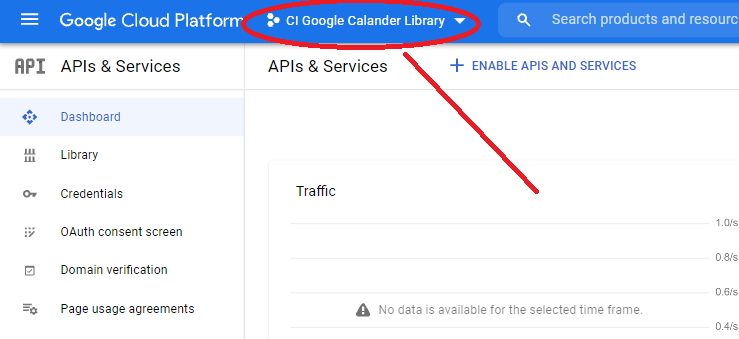 Google Cloud Platform CI Google Calander Library Search products and resourc
API APIs & Services APIs & Services + ENABLE APIS AND SERVICES
Dashboard
Library
Credentials
OAuth consent screen
Domain verification
Page usage agreements
Traffic
1.0/s
0.8/s
0.6/s
No data is available for the selected time frame.
0.4/s